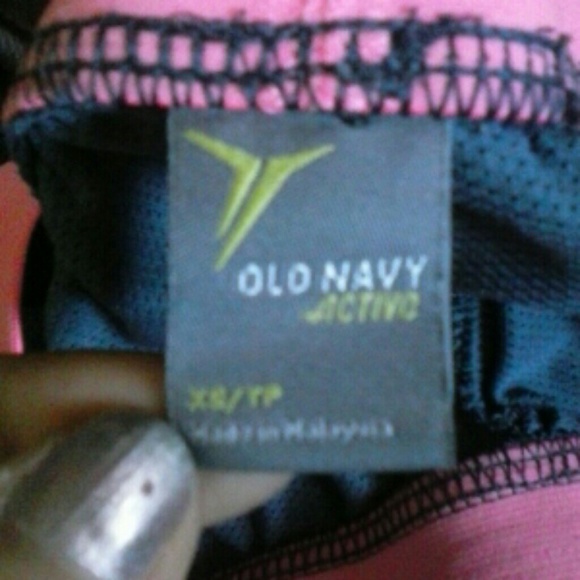 OLD NAVY
ACTIVE
XS/TP
Made in Malaysia